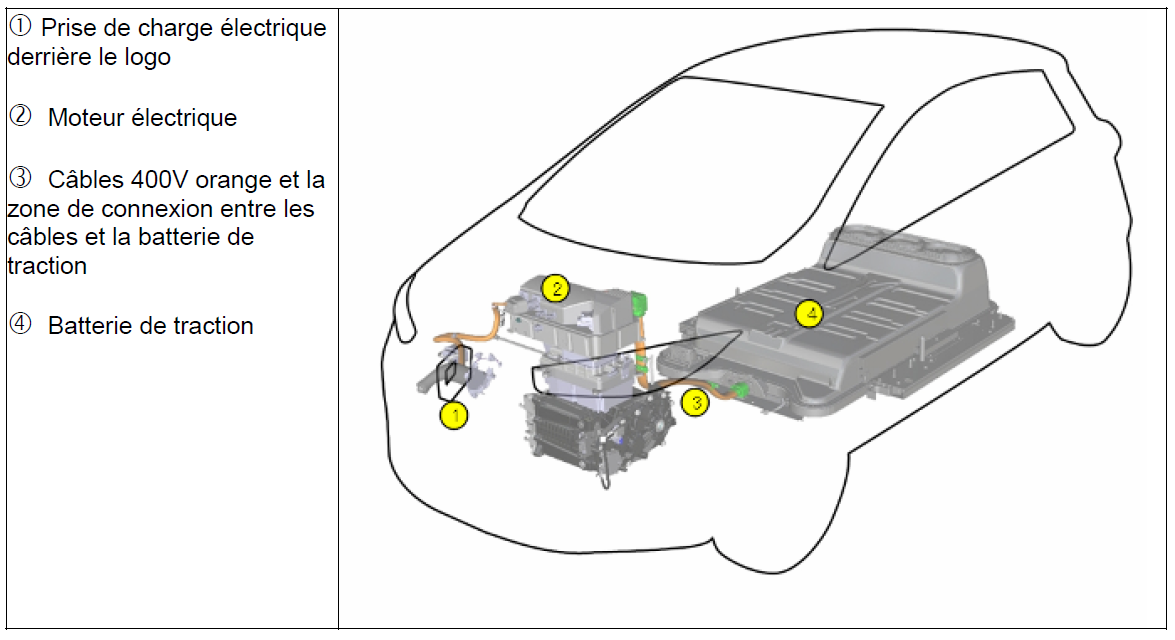 ① Prise de charge électrique
derrière le logo
② Moteur électrique
③ Câbles 400V orange et la
zone de connexion entre les
câbles et la batterie de
traction
④ Batterie de traction
2
4
3
1